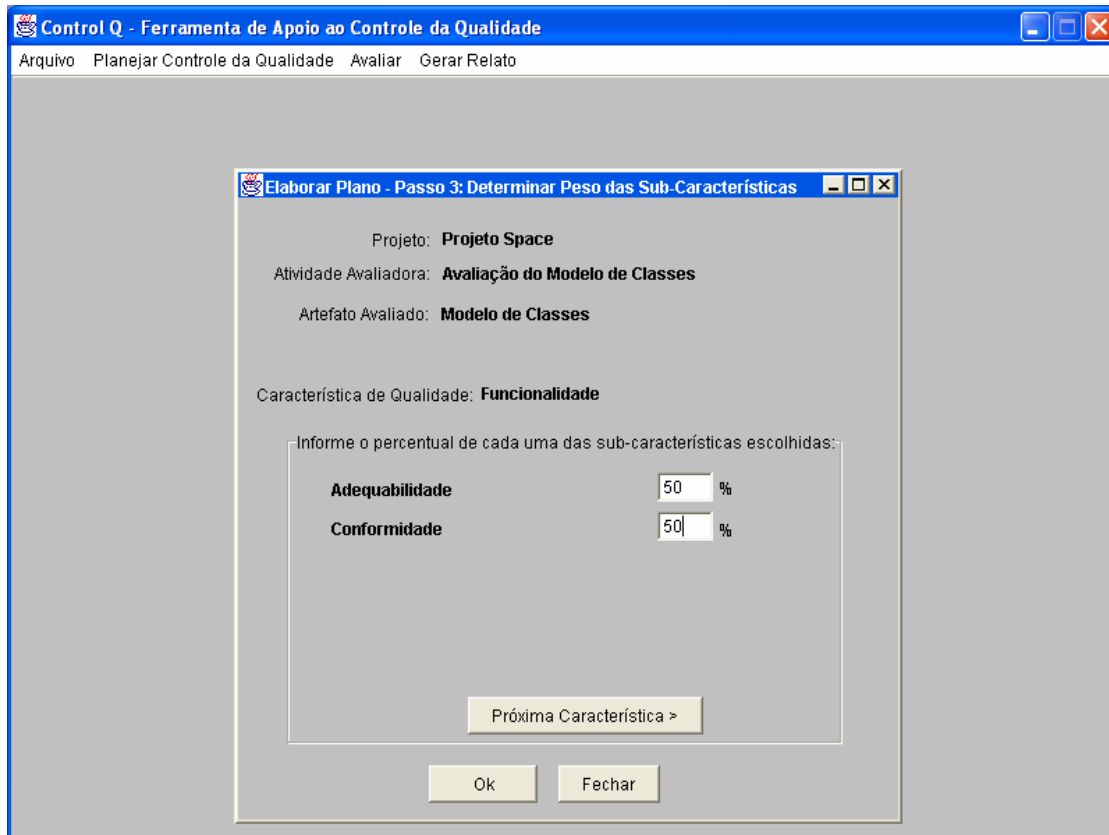 Control Q - Ferramenta de Apoio ao Controle da Qualidade
Arquivo Planejar Controle da Qualidade Avaliar Gerar Relato
Elaborar Plano - Passo 3: Determinar Peso das Sub-Características
Projeto: Projeto Space
Atividade Avaliadora: Avaliação do Modelo de Classes
Artefato Avaliado: Modelo de Classes
Característica de Qualidade: Funcionalidade
Informe o percentual de cada uma das sub-características escolhidas:
Adequabilidade 50 %
Conformidade 50 %
Próxima Característica >
Ok Fechar